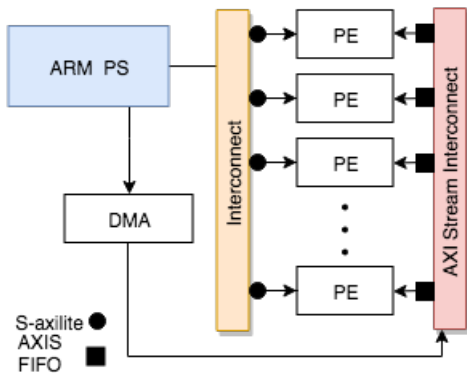 ARM PS
PE
PE
PE
PE
DMA
Interconnect
AXI Stream Interconnect
S-axilite
AXIS
FIFO